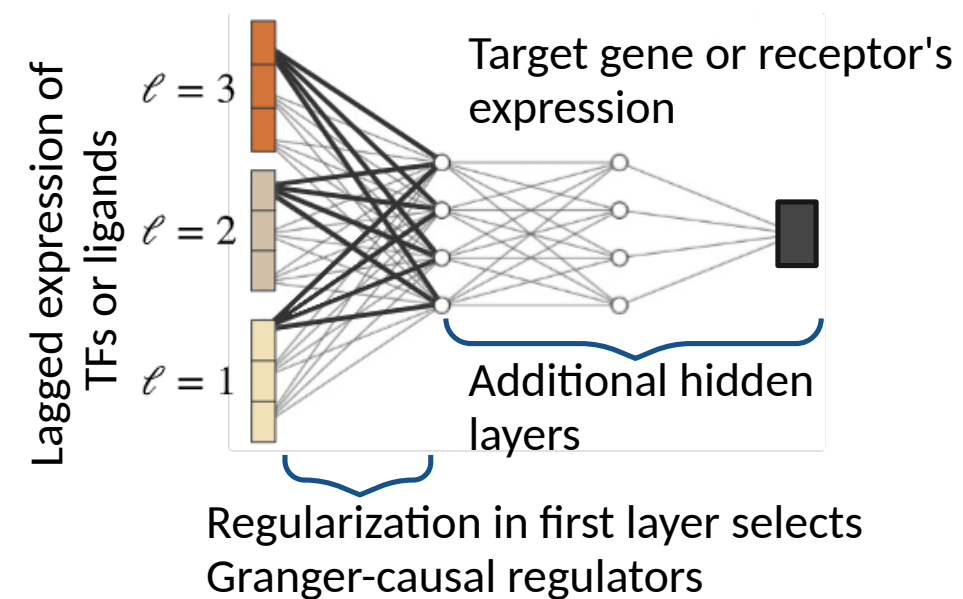 Lagged expression of
TFs or ligands
ℓ = 3
ℓ = 2
ℓ = 1
Target gene or receptor's
expression
Additional hidden
layers
Regularization in first layer selects
Granger-causal regulators